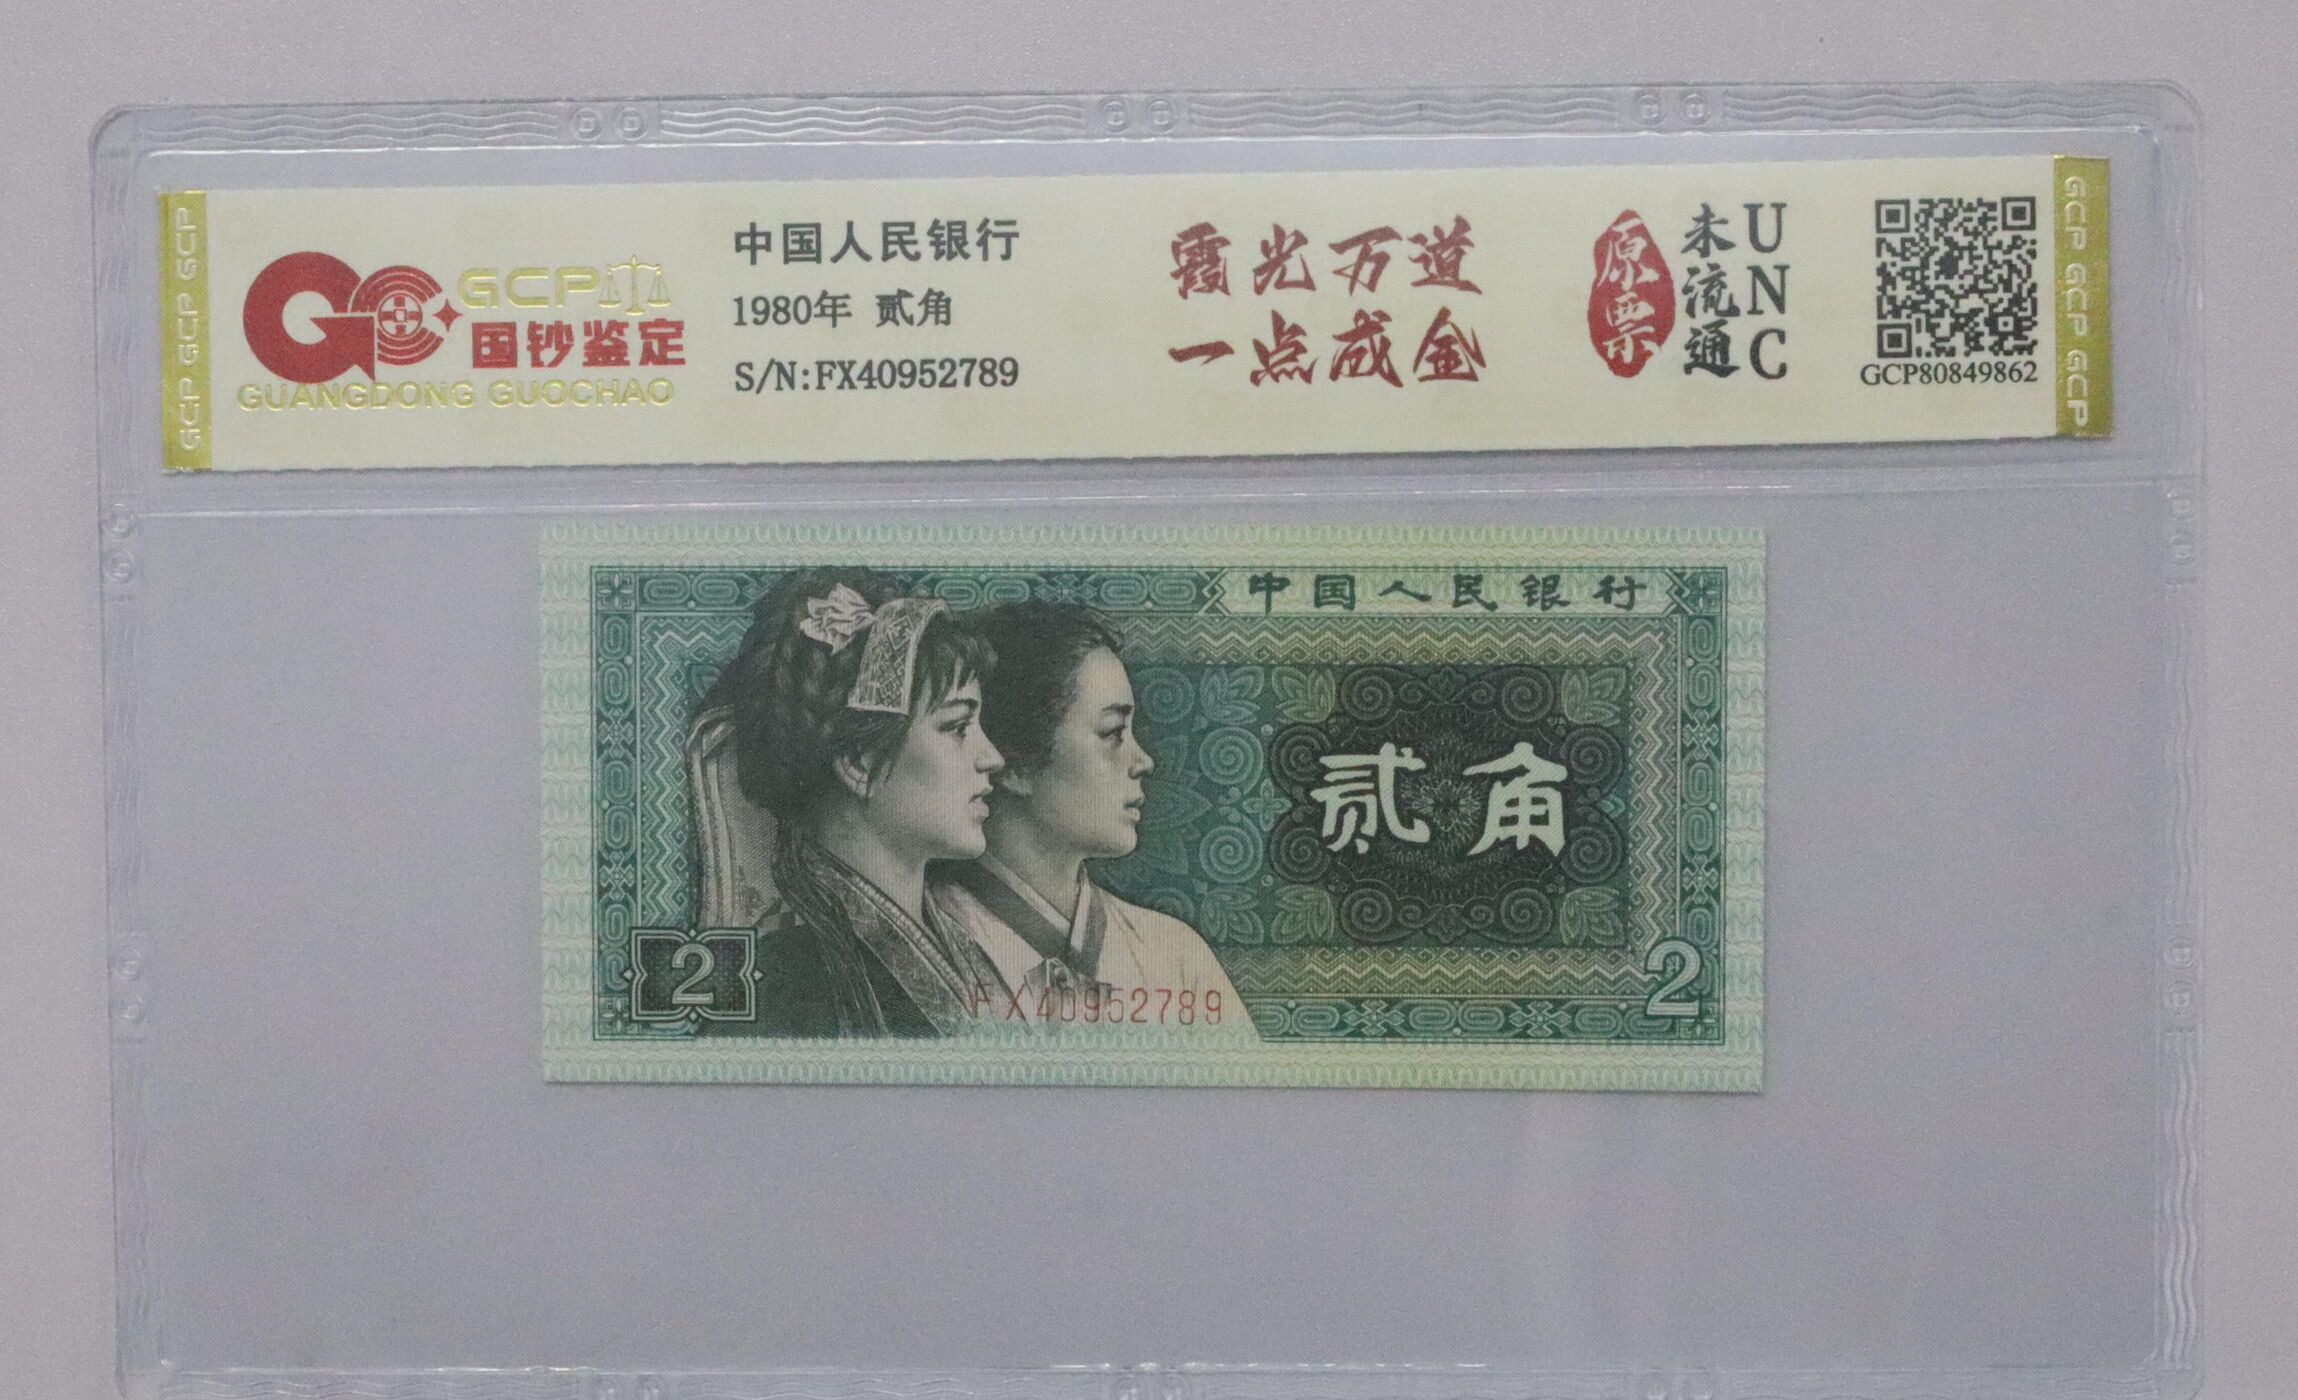 GCP GCP GCP
GCP
国钞鉴定
GUANGDONG GUOCHAO
中国人民银行
1980年 贰角
S/N:FX40952789
霞光万道
一点成金
原票
未流通
UNC
GCP80849862
GCP GCP GCP
中国人民银行
贰角
2
2
FX40952789